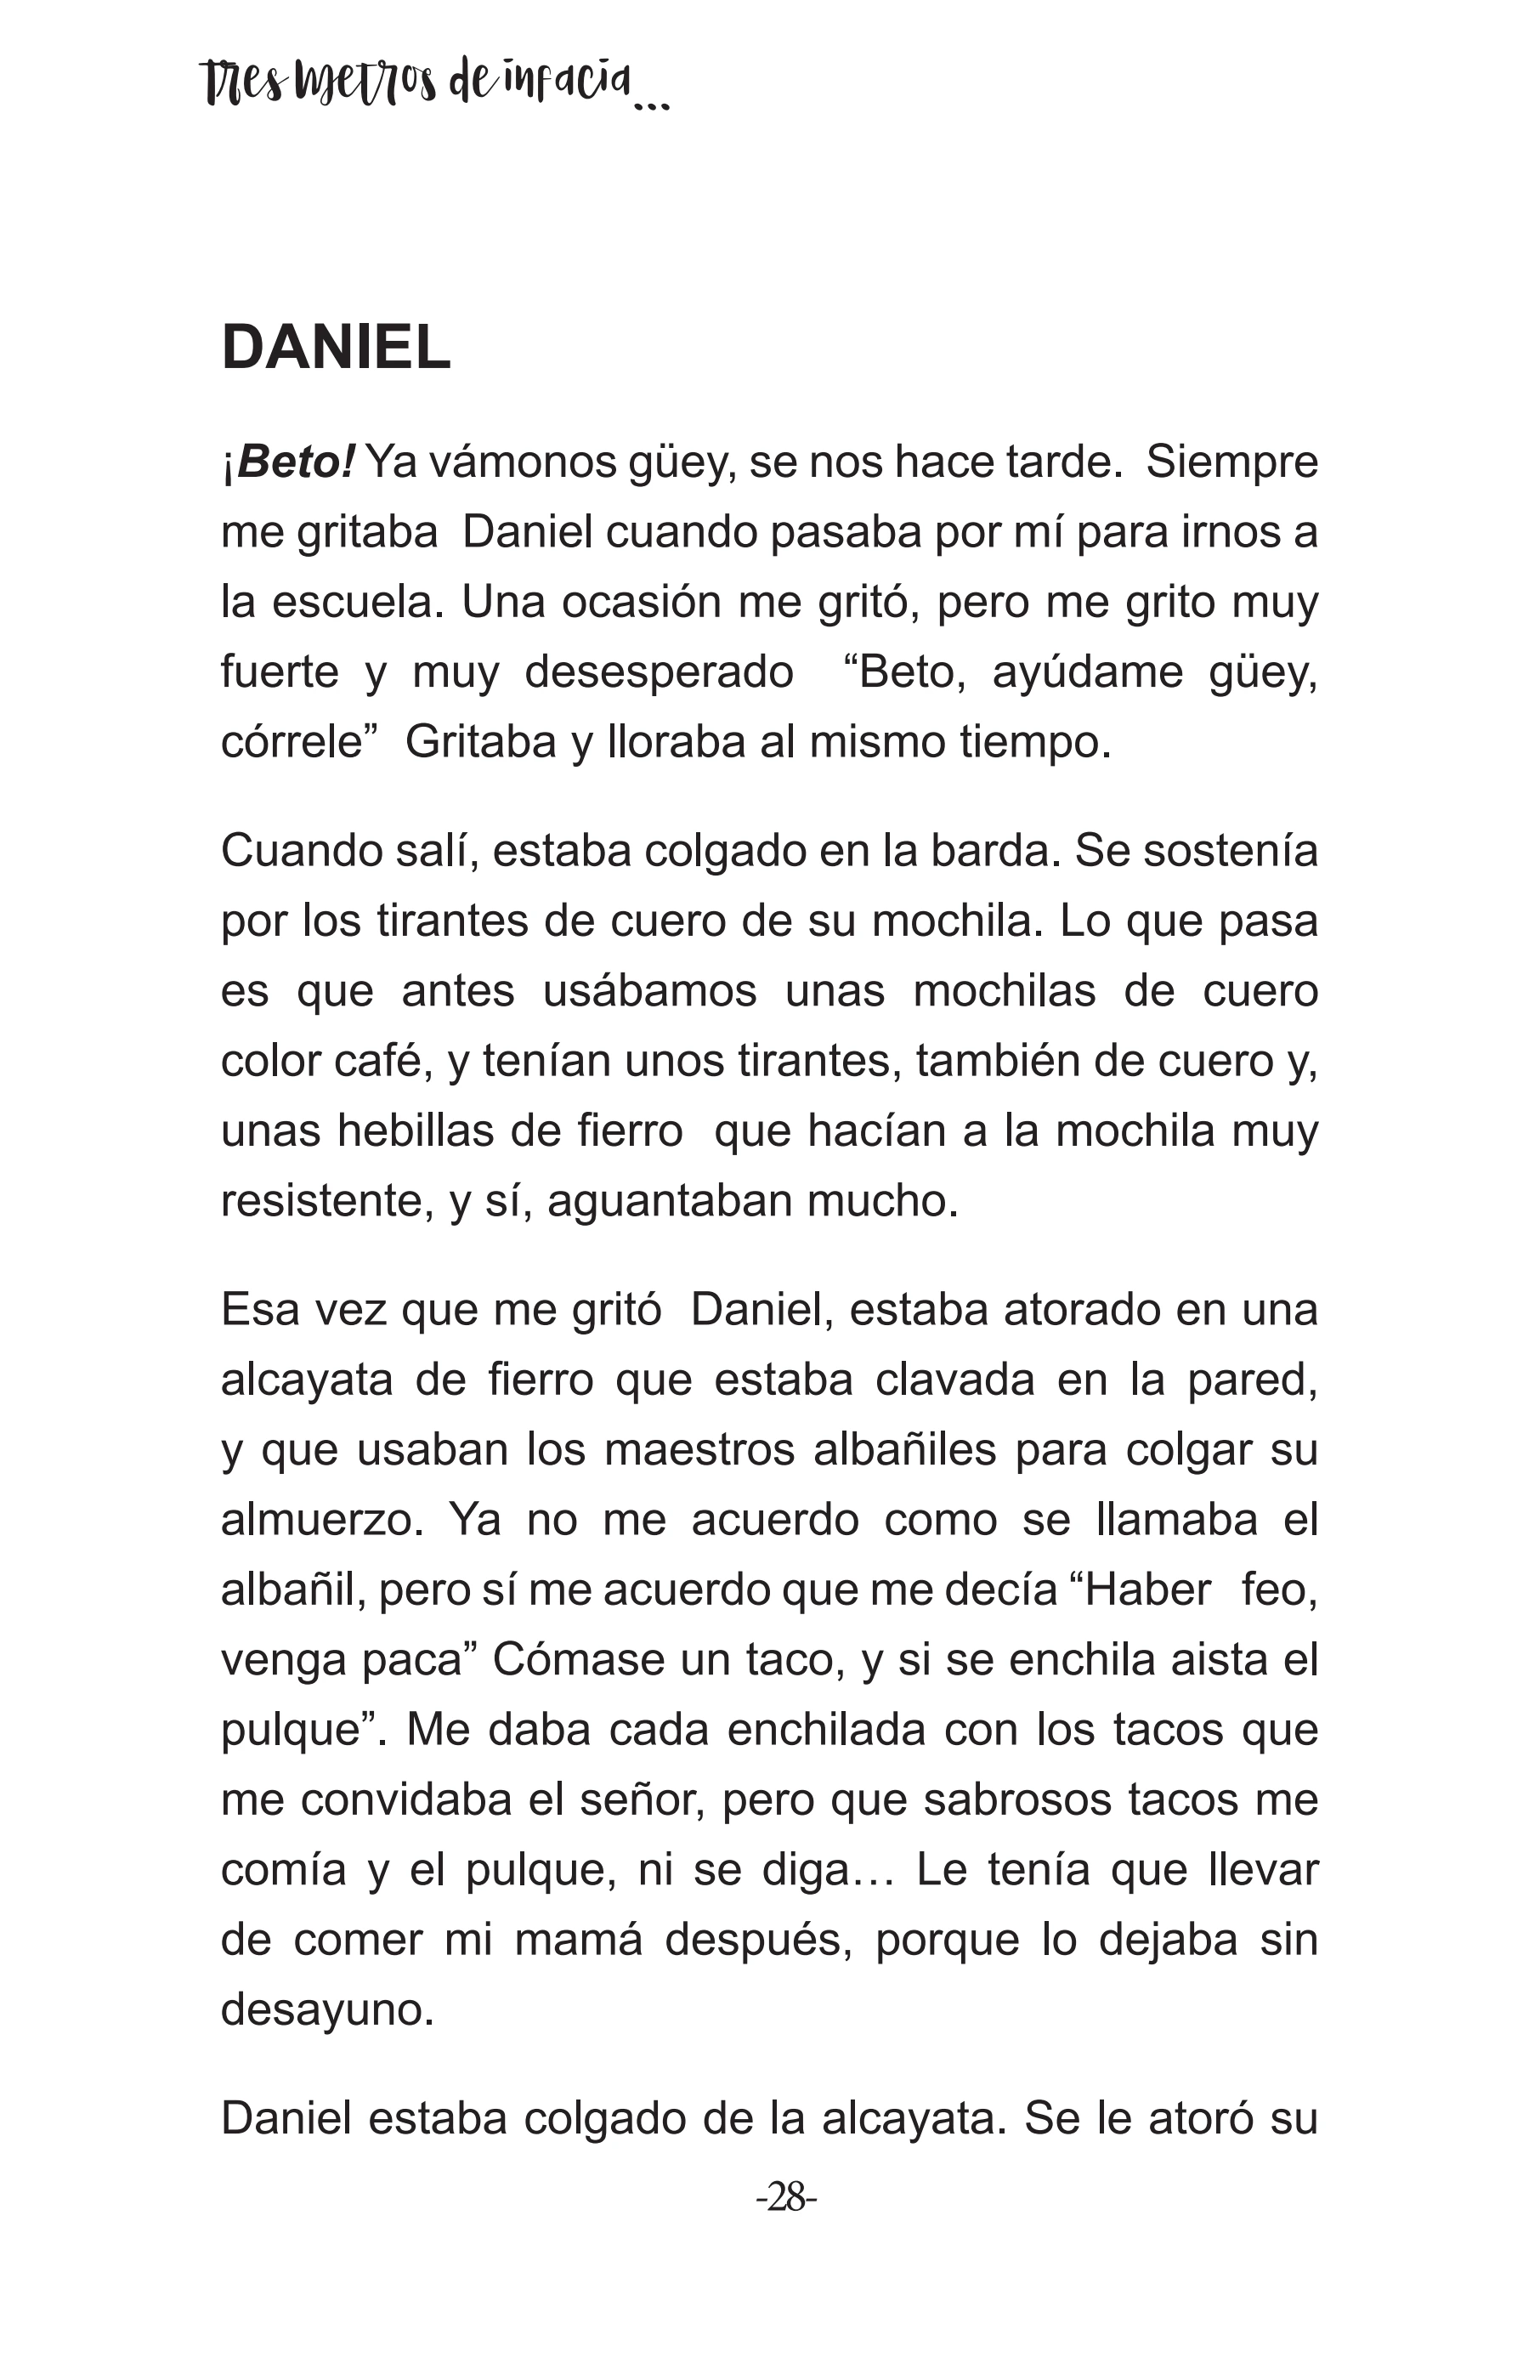 Tres metros de infacia...
DANIEL
¡Beto! Ya vámonos güey, se nos hace tarde. Siempre
me gritaba Daniel cuando pasaba por mí para irnos a
la escuela. Una ocasión me gritó, pero me grito muy
fuerte y muy desesperado “Beto, ayúdame güey,
córrele” Gritaba y lloraba al mismo tiempo.
Cuando salí, estaba colgado en la barda. Se sostenía
por los tirantes de cuero de su mochila. Lo que pasa
es que antes usábamos unas mochilas de cuero
color café, y tenían unos tirantes, también de cuero y,
unas hebillas de fierro que hacían a la mochila muy
resistente, y sí, aguantaban mucho.
Esa vez que me gritó Daniel, estaba atorado en una
alcayata de fierro que estaba clavada en la pared,
y que usaban los maestros albañiles para colgar su
almuerzo. Ya no me acuerdo como se llamaba el
albañil, pero sí me acuerdo que me decía “Haber feo,
venga paca” Cómase un taco, y si se enchila aista el
pulque”. Me daba cada enchilada con los tacos que
me convidaba el señor, pero que sabrosos tacos me
comía y el pulque, ni se diga… Le tenía que llevar
de comer mi mamá después, porque lo dejaba sin
desayuno.
Daniel estaba colgado de la alcayata. Se le atoró su
-28-